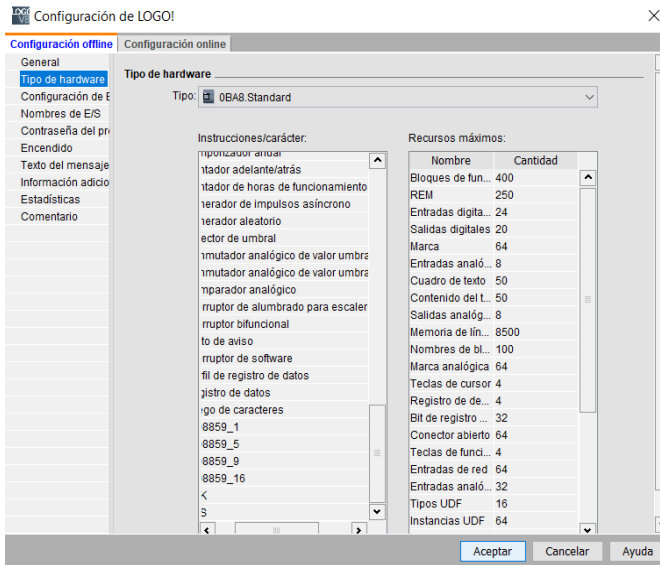 Configuración de LOGO!
Configuración offline
Configuración online
General
Tipo de hardware
Configuración de E
Nombres de E/S
Contraseña del pro
Encendido
Texto del mensaje
Información adicio
Estadísticas
Comentario
Tipo de hardware
Tipo: 0BA8.Standard
Instrucciones/carácter:
mporizador anual
ntador adelante/atrás
ntador de horas de funcionamiento
nerador de impulsos asíncrono
nerador aleatorio
ector de umbral
nmutador analógico de valor umbra
nmutador analógico de valor umbra
mparador analógico
rruptor de alumbrado para escaler
rruptor bifuncional
to de aviso
rruptor de software
rfil de registro de datos
gistro de datos
ego de caracteres
8859_1
8859_5
8859_9
8859_16
Recursos máximos:
Nombre Cantidad
Bloques de fun... 400
REM 250
Entradas digita... 24
Salidas digitales 20
Marca 64
Entradas analó... 8
Cuadro de texto 50
Contenido del t... 50
Salidas analóg... 8
Memoria de lín... 8500
Nombres de bl... 100
Marca analógica 64
Teclas de cursor 4
Registro de de... 4
Bit de registro ... 32
Conector abierto 64
Teclas de funci... 4
Entradas de red 64
Entradas analó... 32
Tipos UDF 16
Instancias UDF 64
Aceptar
Cancelar
Ayuda